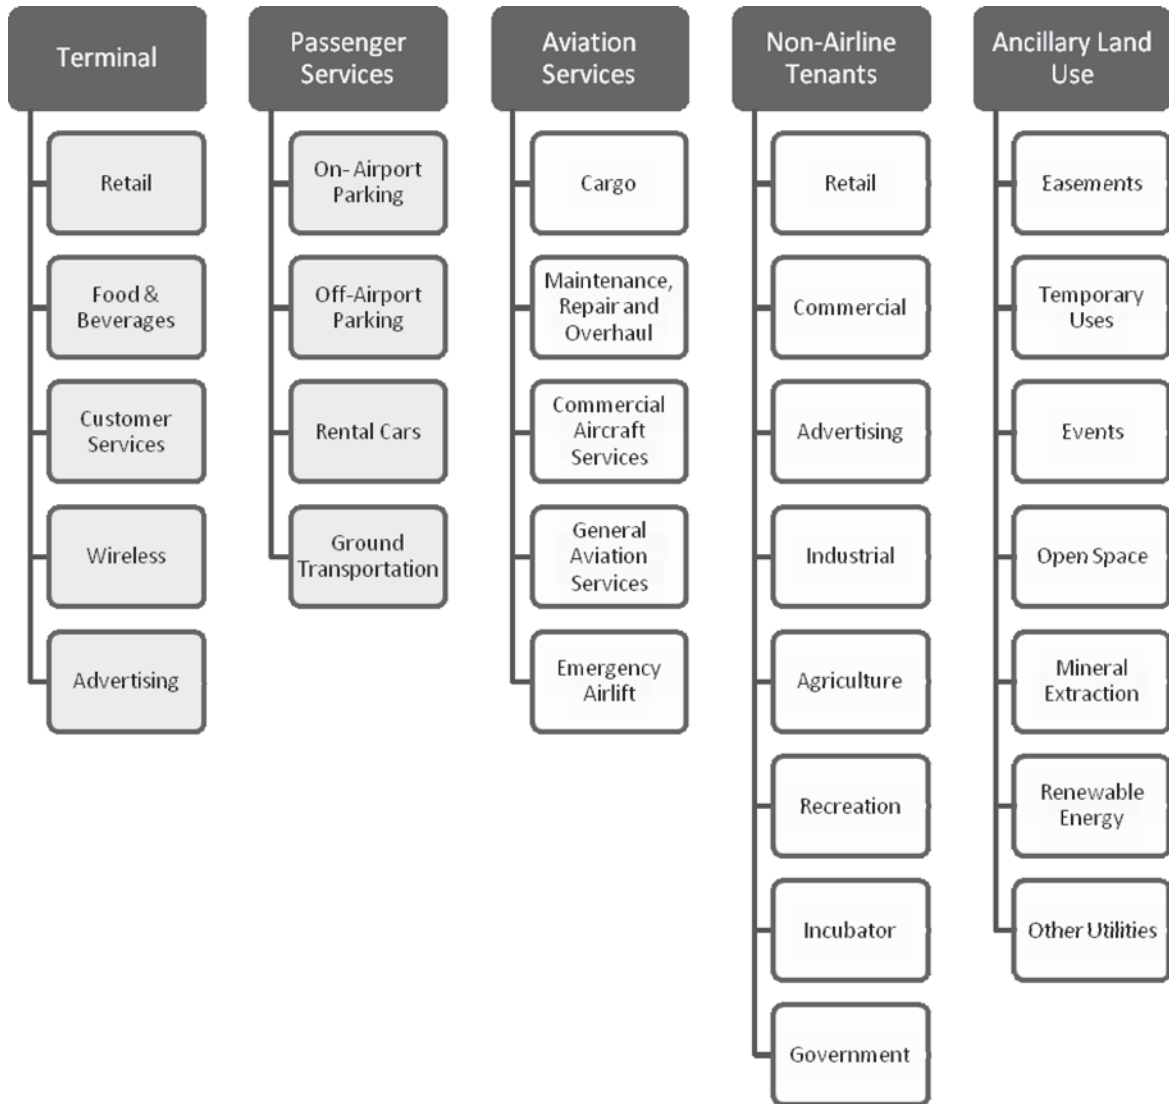 Terminal
Retail
Food &
Beverages
Customer
Services
Wireless
Advertising
Passenger
Services
On- Airport
Parking
Off-Airport
Parking
Rental Cars
Ground
Transportation
Aviation
Services
Cargo
Maintenance,
Repair and
Overhaul
Commercial
Aircraft
Services
General
Aviation
Services
Emergency
Airlift
Non-Airline
Tenants
Retail
Commercial
Advertising
Industrial
Agriculture
Recreation
Incubator
Government
Ancillary Land
Use
Easements
Temporary
Uses
Events
Open Space
Mineral
Extraction
Renewable
Energy
Other Utilities